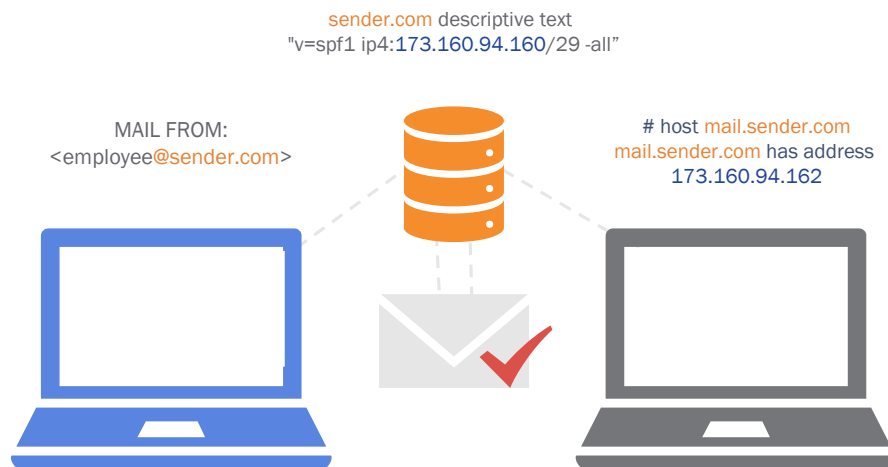 sender.com descriptive text
"v=spf1 ip4:173.160.94.160/29 -all”
MAIL FROM:
<employee@sender.com>
# host mail.sender.com
mail.sender.com has address
173.160.94.162